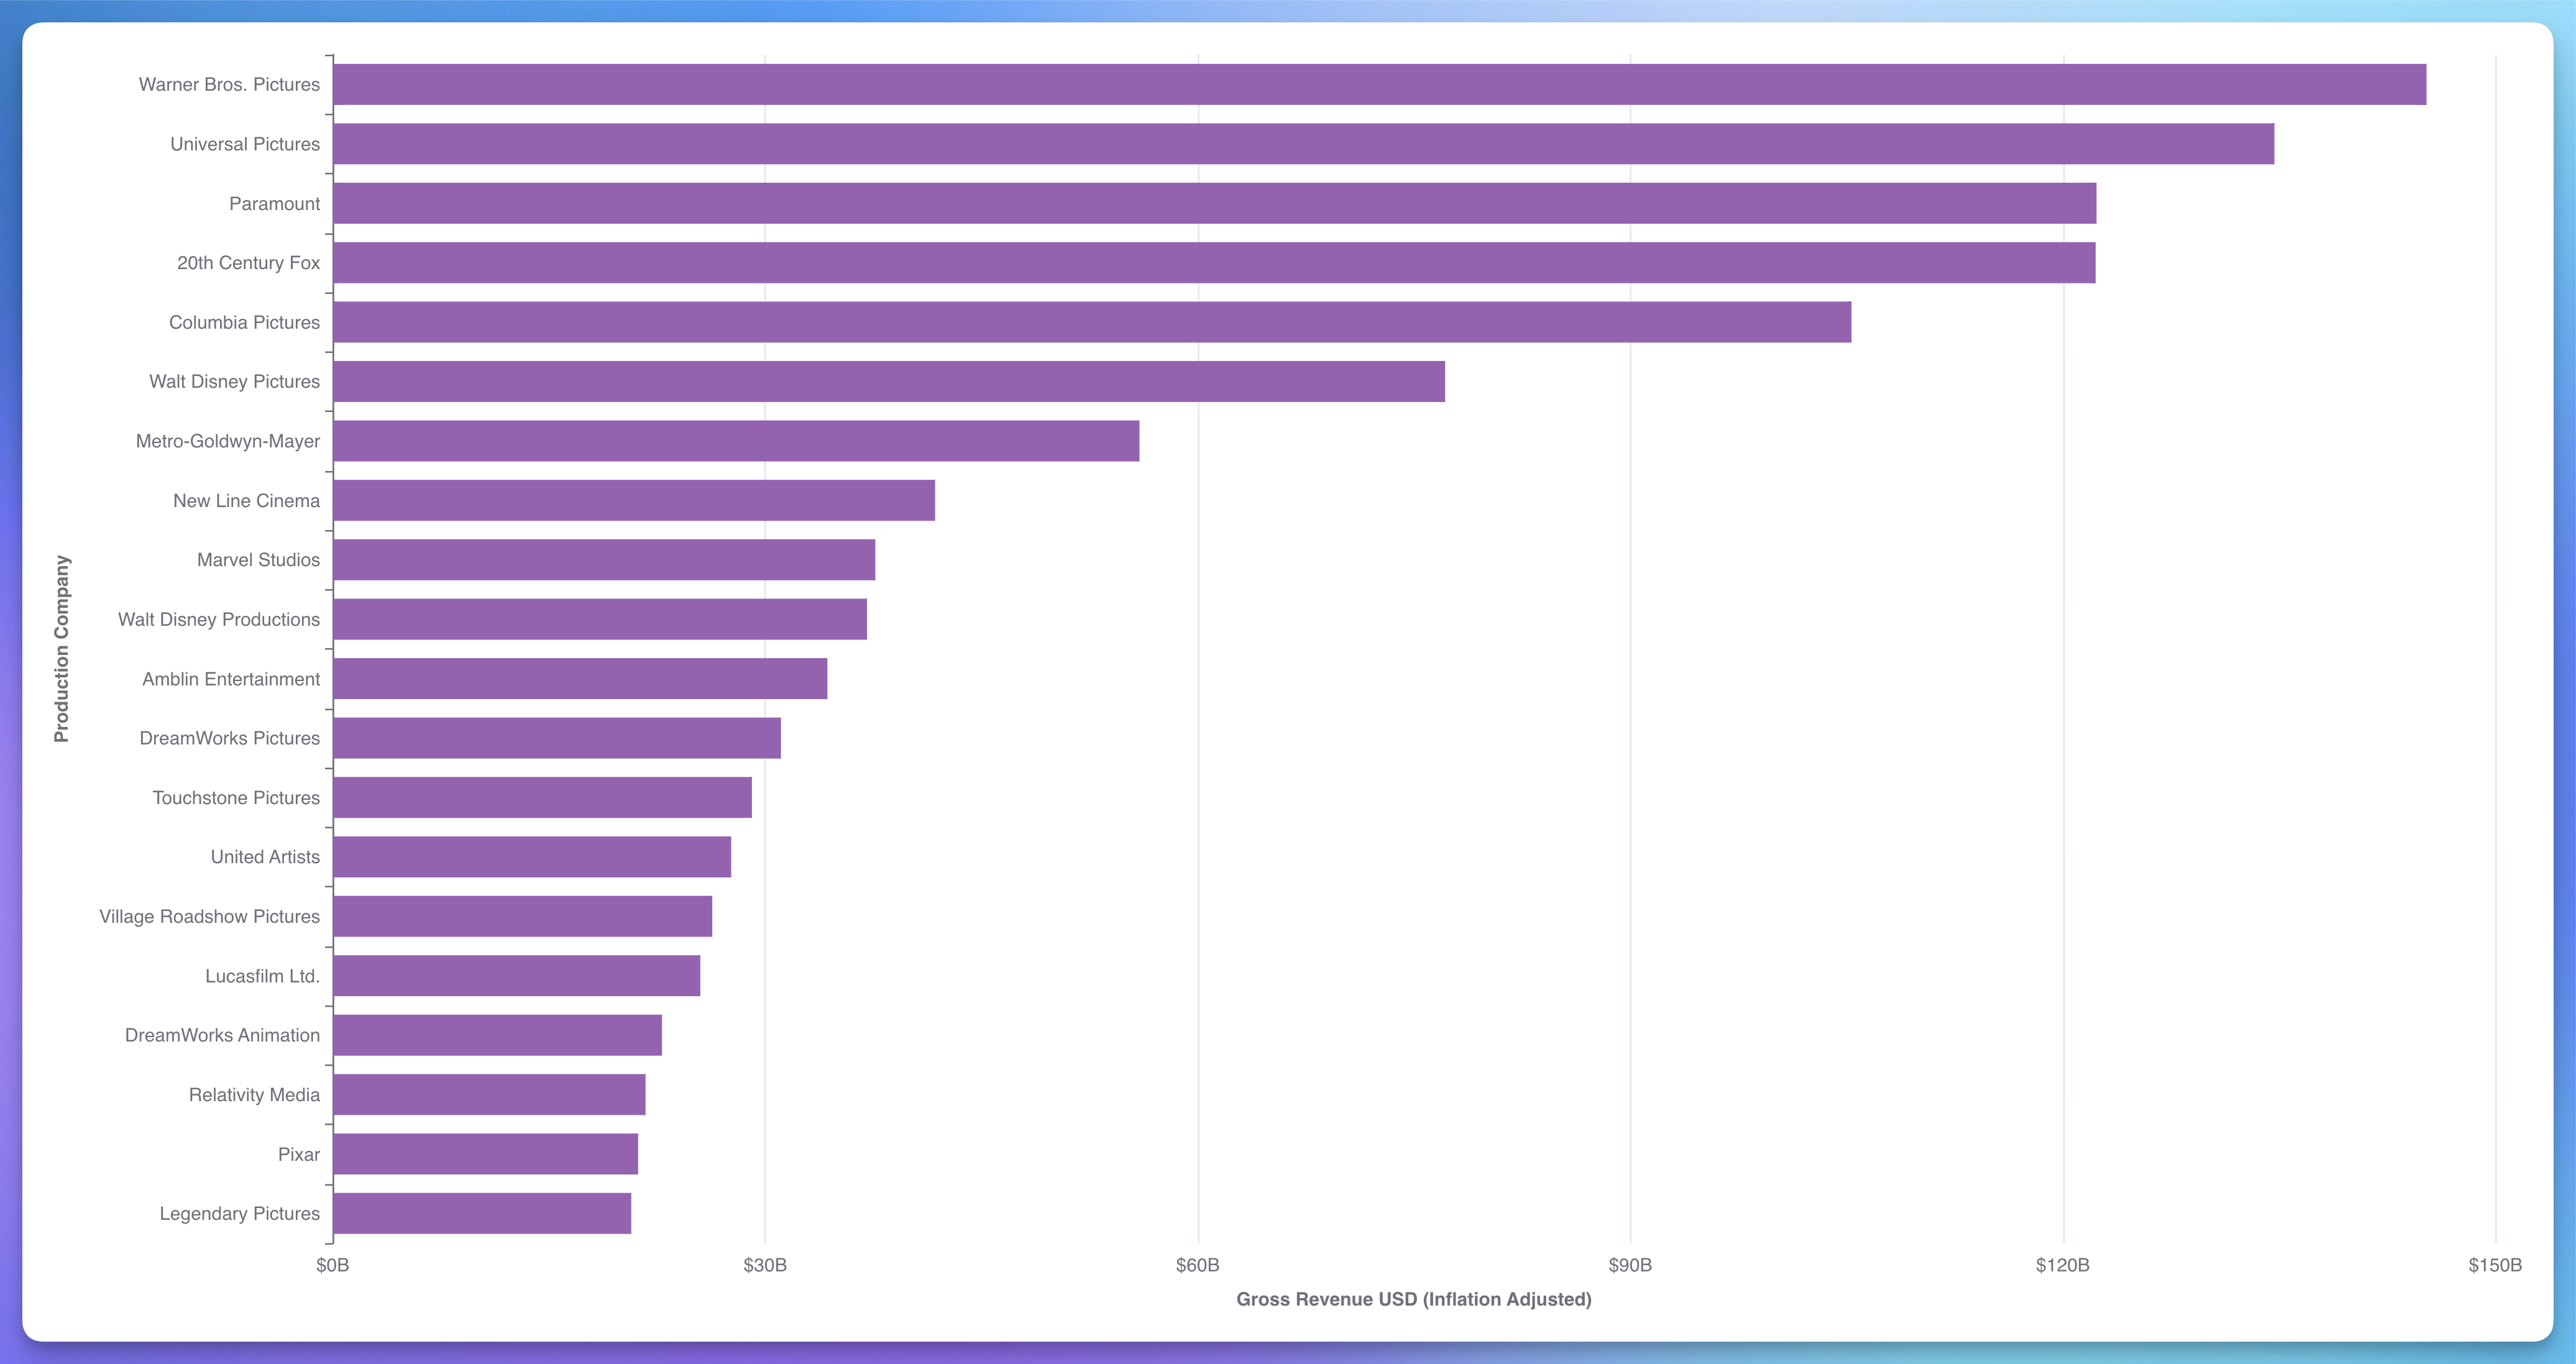 Production Company
Warner Bros. Pictures
Universal Pictures
Paramount
20th Century Fox
Columbia Pictures
Walt Disney Pictures
Metro-Goldwyn-Mayer
New Line Cinema
Marvel Studios
Walt Disney Productions
Amblin Entertainment
DreamWorks Pictures
Touchstone Pictures
United Artists
Village Roadshow Pictures
Lucasfilm Ltd.
DreamWorks Animation
Relativity Media
Pixar
Legendary Pictures
$0B $30B $60B $90B $120B $150B
Gross Revenue USD (Inflation Adjusted)